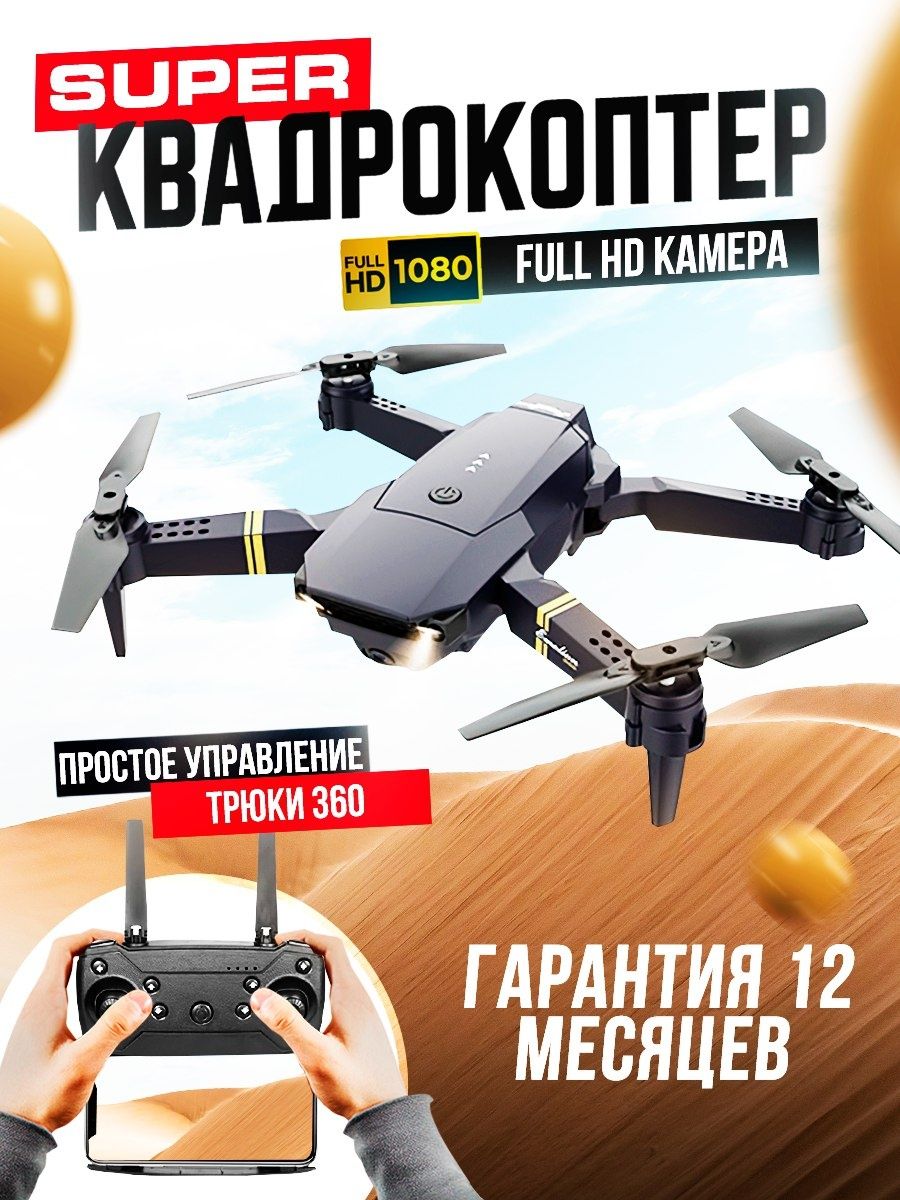 SUPER
КВАДРОКОПТЕР
FULL HD 1080
FULL HD КАМЕРА
ПРОСТОЕ УПРАВЛЕНИЕ
ТРЮКИ 360
ГАРАНТИЯ 12
МЕСЯЦЕВ